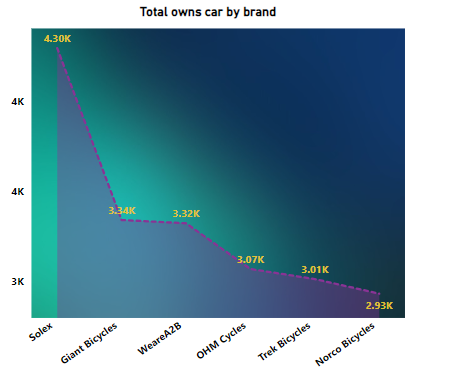 Total owns car by brand
4.30K
4K
4K
3.34K
3.32K
3.07K
3.01K
3K
2.93K
Solex
Giant Bicycles
WeareA2B
OHM Cycles
Trek Bicycles
Norco Bicycles